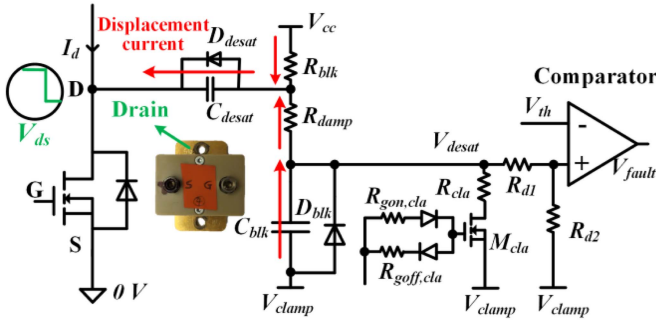 Displacement
current
D_desat
V_cc
I_d
R_blk
Comparator
D
C_desat
V_th
-
V_ds
Drain
R_damp
V_desat
+
V_fault
G
S G
R_gon,cla
R_cla
R_d1
C_blk
D_blk
M_cla
R_d2
S
R_goff,cla
0 V
V_clamp
V_clamp
V_clamp